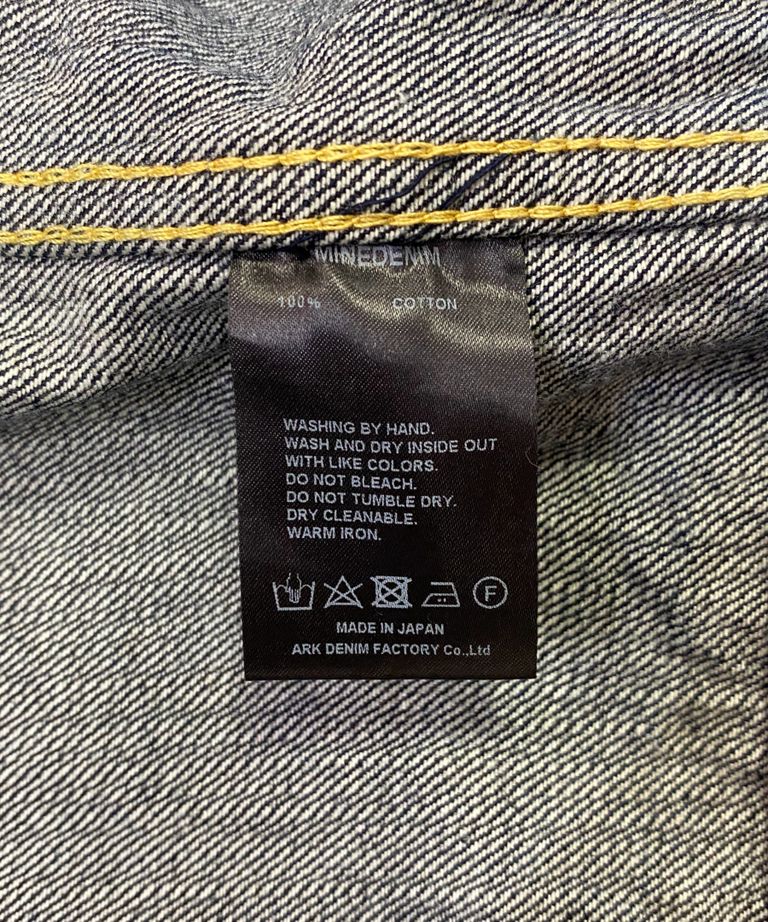 MINEDENIM
100% COTTON
WASHING BY HAND.
WASH AND DRY INSIDE OUT
WITH LIKE COLORS.
DO NOT BLEACH.
DO NOT TUMBLE DRY.
DRY CLEANABLE.
WARM IRON.
F
MADE IN JAPAN
ARK DENIM FACTORY Co.,Ltd